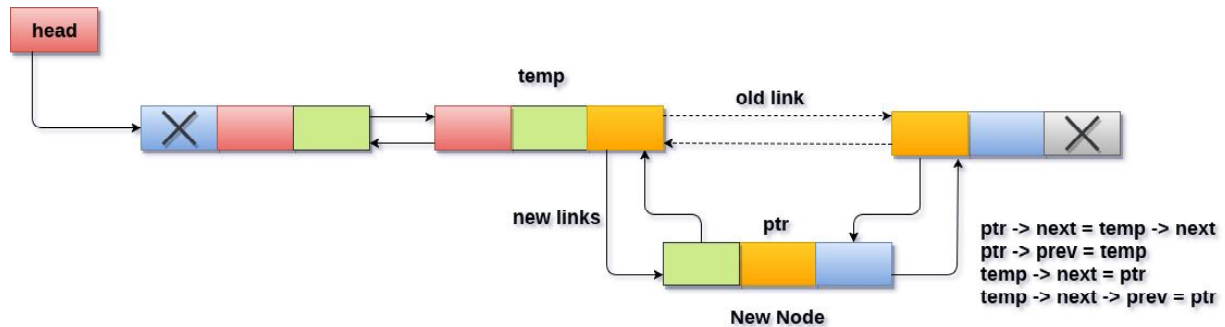 head
temp
old link
new links
ptr
ptr -> next = temp -> next
ptr -> prev = temp
temp -> next = ptr
temp -> next -> prev = ptr
New Node